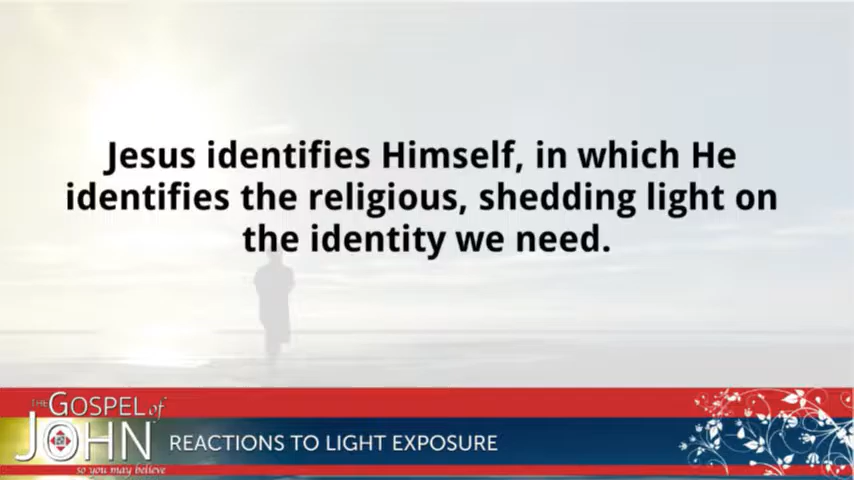 Jesus identifies Himself, in which He
identifies the religious, shedding light on
the identity we need.
THE GOSPEL of
JOHN
so you may believe
REACTIONS TO LIGHT EXPOSURE